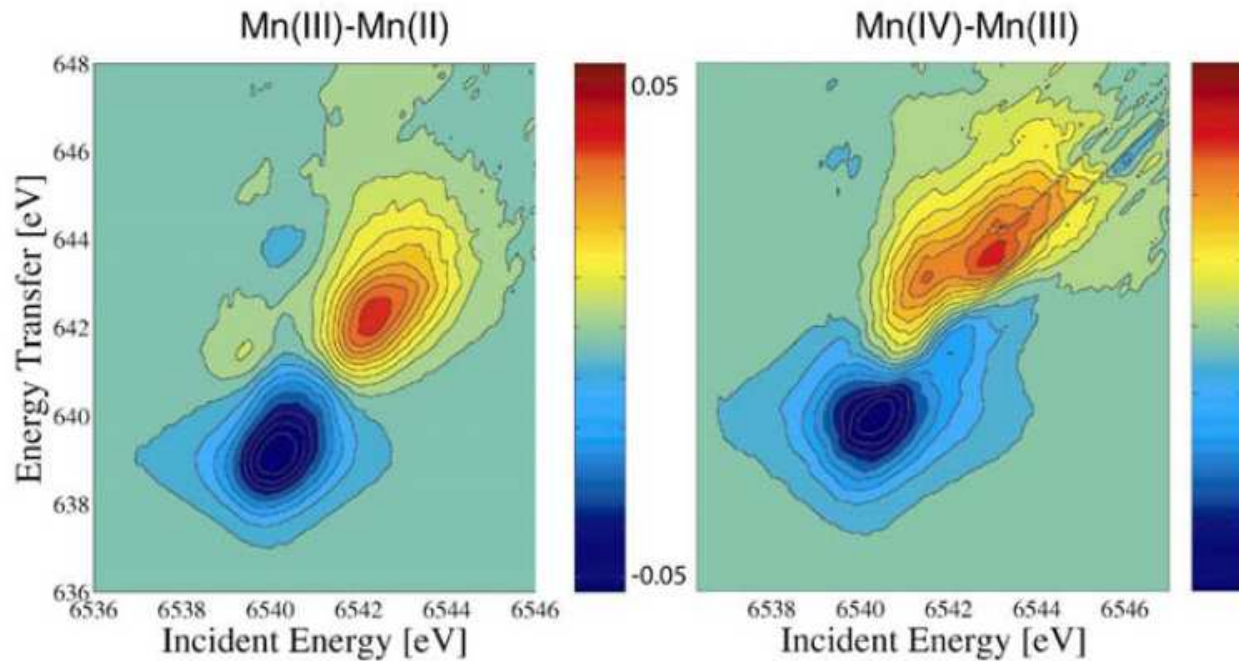 Mn(III)-Mn(II)
Mn(IV)-Mn(III)
648
646
644
642
640
638
636
Energy Transfer [eV]
6536 6538 6540 6542 6544 6546
Incident Energy [eV]
0.05
-0.05
6538 6540 6542 6544 6546
Incident Energy [eV]